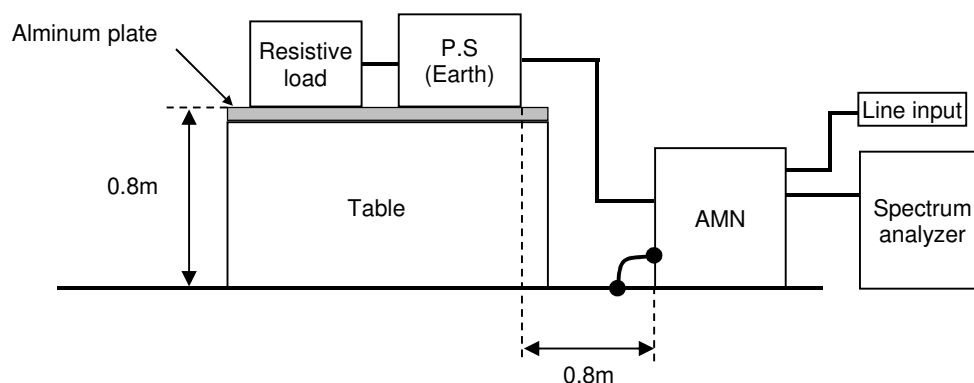 Alminum plate
Resistive
load
P.S
(Earth)
Line input
0.8m
Table
AMN
Spectrum
analyzer
0.8m